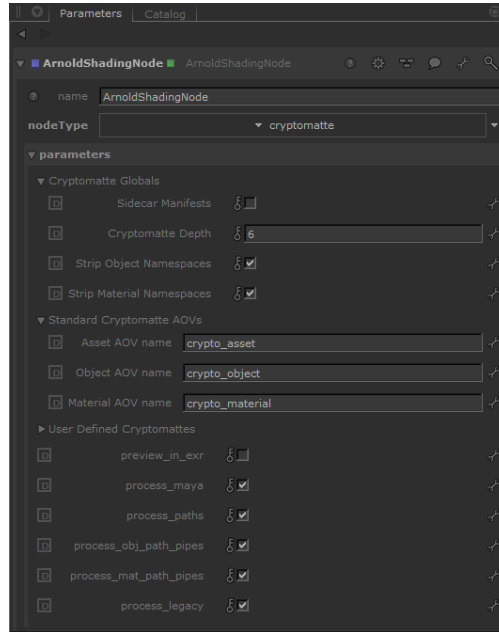 Parameters Catalog
ArnoldShadingNode ArnoldShadingNode
name ArnoldShadingNode
nodeType cryptomatte
parameters
Cryptomatte Globals
D Sidecar Manifests
D Cryptomatte Depth 6
D Strip Object Namespaces
D Strip Material Namespaces
Standard Cryptomatte AOVs
D Asset AOV name crypto_asset
D Object AOV name crypto_object
D Material AOV name crypto_material
User Defined Cryptomattes
D preview_in_exr
D process_maya
D process_paths
D process_obj_path_pipes
D process_mat_path_pipes
D process_legacy